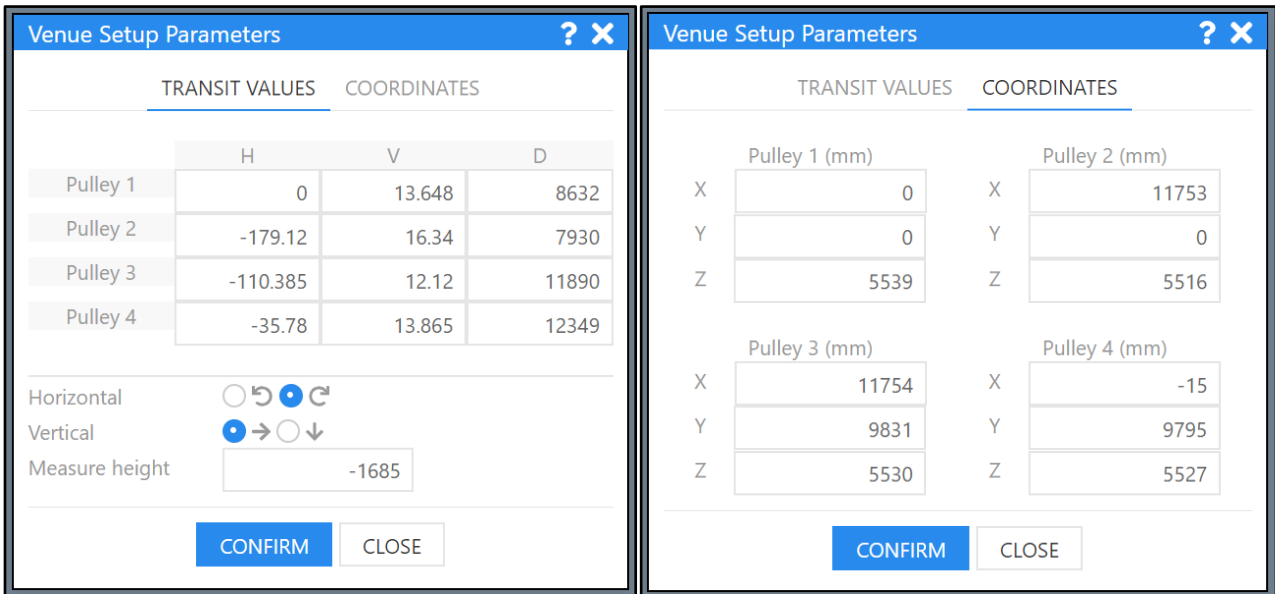 Venue Setup Parameters ? ×
TRANSIT VALUES COORDINATES
H V D
Pulley 1 0 13.648 8632
Pulley 2 -179.12 16.34 7930
Pulley 3 -110.385 12.12 11890
Pulley 4 -35.78 13.865 12349
Horizontal
Vertical
Measure height -1685
CONFIRM CLOSE
Venue Setup Parameters ? ×
TRANSIT VALUES COORDINATES
Pulley 1 (mm) Pulley 2 (mm)
X 0 X 11753
Y 0 Y 0
Z 5539 Z 5516
Pulley 3 (mm) Pulley 4 (mm)
X 11754 X -15
Y 9831 Y 9795
Z 5530 Z 5527
CONFIRM CLOSE